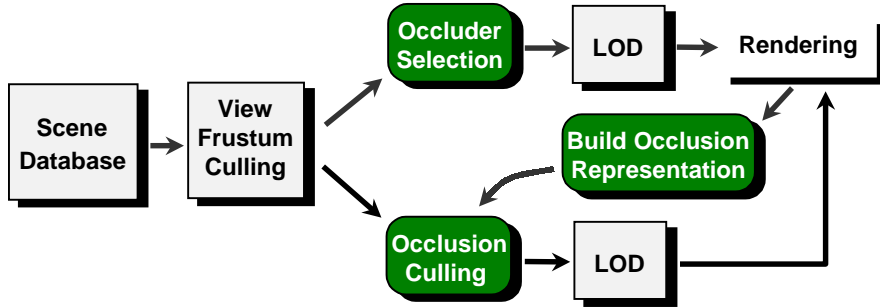 Scene
Database
View
Frustum
Culling
Occluder
Selection
LOD
Rendering
Build Occlusion
Representation
Occlusion
Culling
LOD